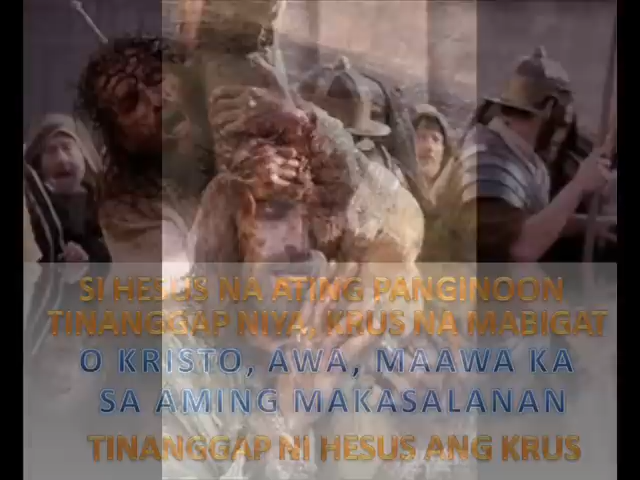 SI HESUS NA ATING PANGINOON
TINANGGAP NIYA, KRUS NA MABIGAT
O KRISTO, AWA, MAAWA KA
SA AMING MAKASALANAN
TINANGGAP NI HESUS ANG KRUS